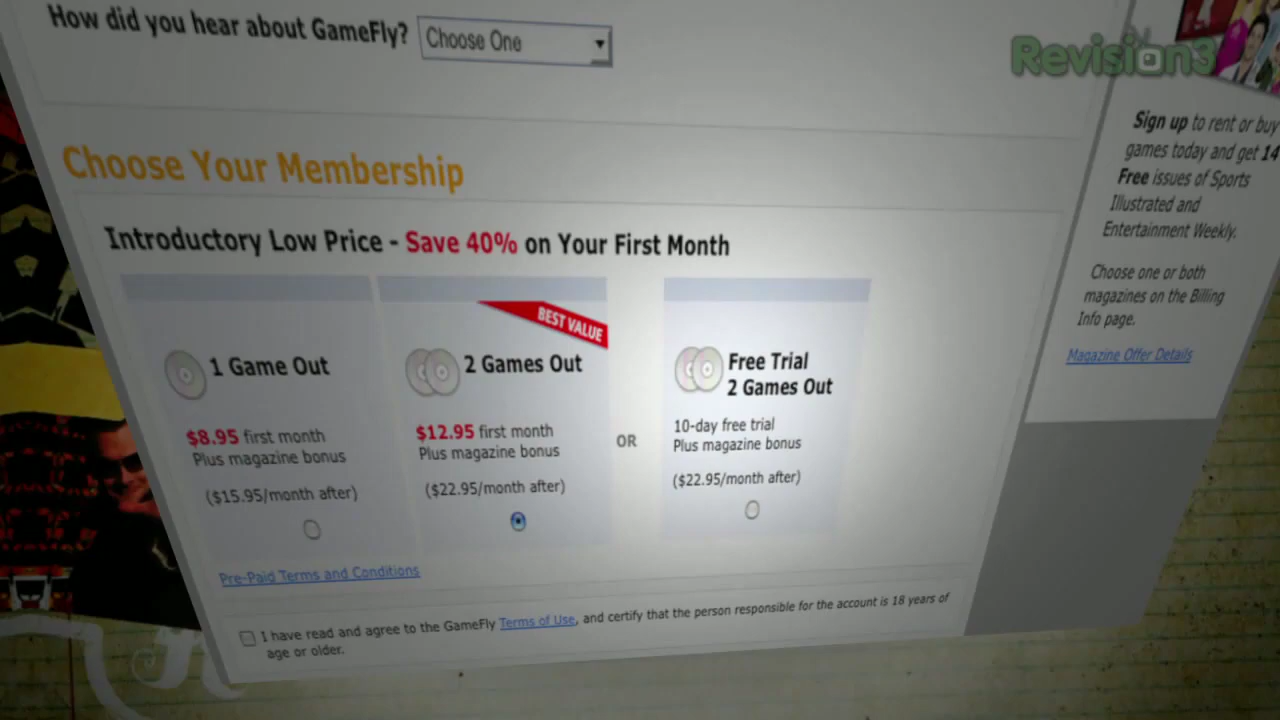 How did you hear about GameFly?
Choose One
Revision3
Choose Your Membership
Introductory Low Price - Save 40% on Your First Month
BEST VALUE
1 Game Out
$8.95 first month
Plus magazine bonus
($15.95/month after)
2 Games Out
$12.95 first month
Plus magazine bonus
($22.95/month after)
OR
Free Trial
2 Games Out
10-day free trial
Plus magazine bonus
($22.95/month after)
Pre-Paid Terms and Conditions
I have read and agree to the GameFly Terms of Use, and certify that the person responsible for the account is 18 years of
age or older.
Sign up to rent or buy
games today and get 14
Free issues of Sports
Illustrated and
Entertainment Weekly.
Choose one or both
magazines on the Billing
Info page.
Magazine Offer Details